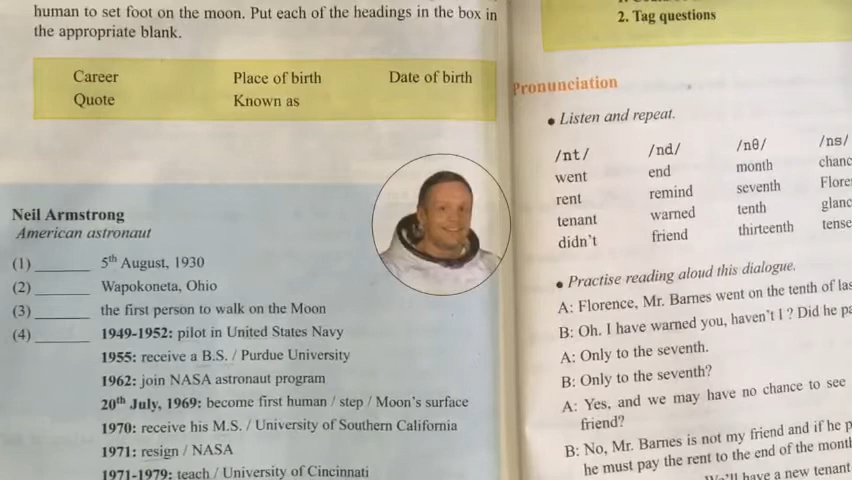 human to set foot on the moon. Put each of the headings in the box in
the appropriate blank.
Career Place of birth Date of birth
Quote Known as
Neil Armstrong
American astronaut
(1) ______ 5th August, 1930
(2) ______ Wapokoneta, Ohio
(3) ______ the first person to walk on the Moon
(4) ______ 1949-1952: pilot in United States Navy
1955: receive a B.S. / Purdue University
1962: join NASA astronaut program
20th July, 1969: become first human / step / Moon's surface
1970: receive his M.S. / University of Southern California
1971: resign / NASA
1971-1979: teach / University of Cincinnati
2. Tag questions
Pronunciation
• Listen and repeat.
/nt/ /nd/ /nθ/ /ns/
went end month chanc
rent remind seventh Flore
tenant warned tenth glanc
didn't friend thirteenth tense
• Practise reading aloud this dialogue.
A: Florence, Mr. Barnes went on the tenth of las
B: Oh. I have warned you, haven't I ? Did he pa
A: Only to the seventh.
B: Only to the seventh?
A: Yes, and we may have no chance to see
friend?
B: No, Mr. Barnes is not my friend and if he p
he must pay the rent to the end of the month
have a new tenant